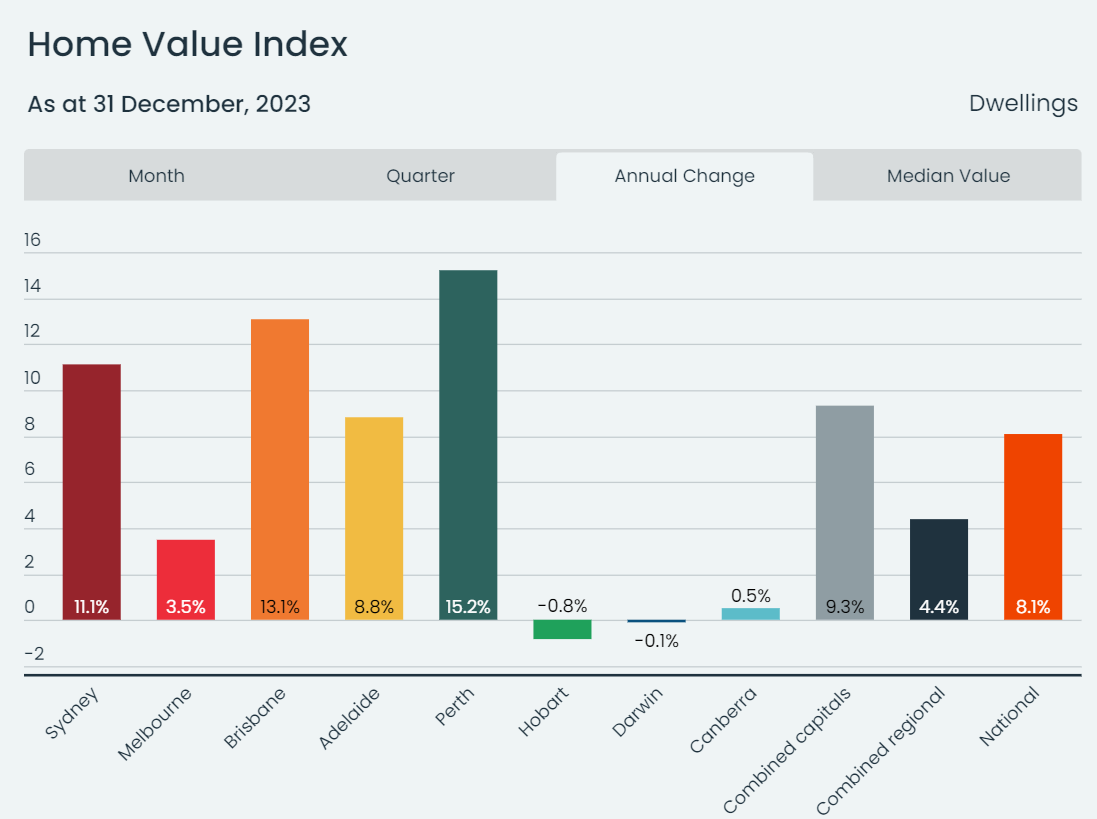 Home Value Index
As at 31 December, 2023
Dwellings
Month
Quarter
Annual Change
Median Value
16
14
12
10
8
6
4
2
0
-2
11.1%
3.5%
13.1%
8.8%
15.2%
-0.8%
-0.1%
0.5%
9.3%
4.4%
8.1%
Sydney
Melbourne
Brisbane
Adelaide
Perth
Hobart
Darwin
Canberra
Combined capitals
Combined regional
National